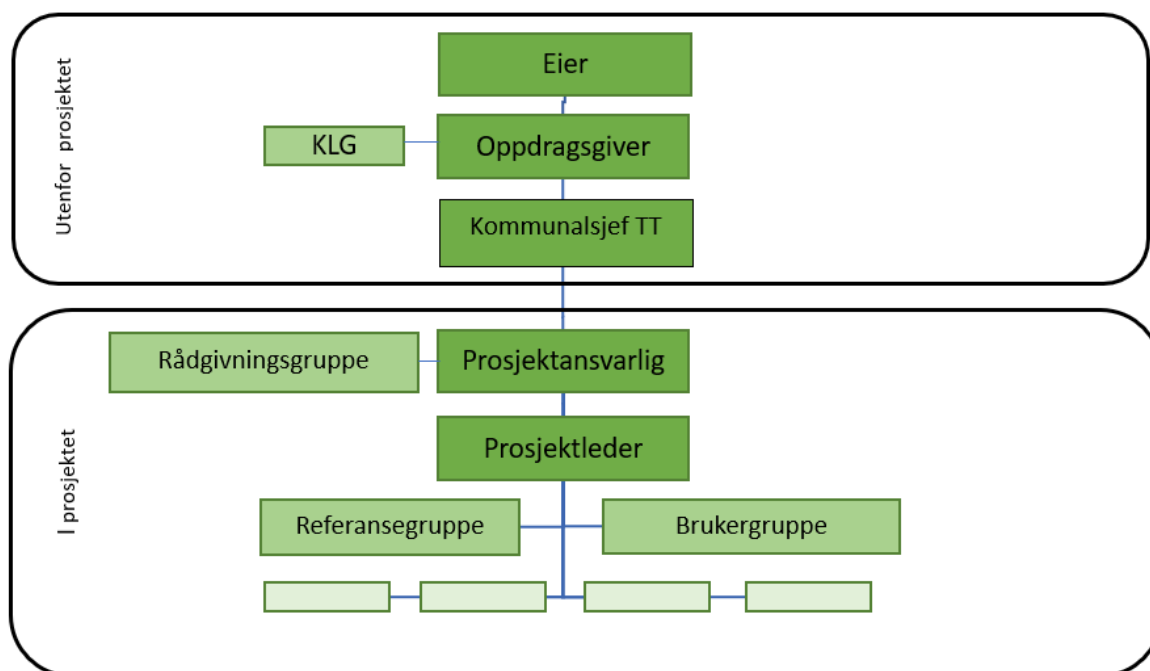 Utenfor prosjektet
Eier
KLG
Oppdragsgiver
Kommunalsjef TT
I prosjektet
Rådgivningsgruppe
Prosjektansvarlig
Prosjektleder
Referansegruppe
Brukergruppe